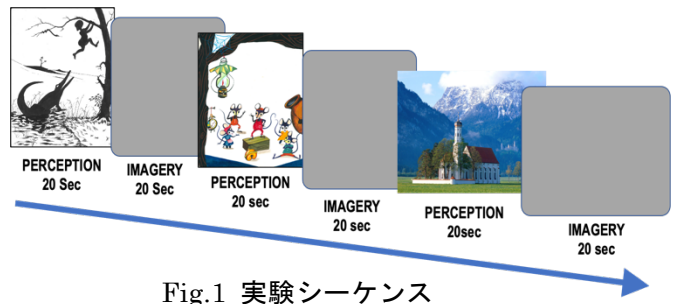 PERCEPTION
20 Sec
IMAGERY
20 Sec
PERCEPTION
20 sec
IMAGERY
20 sec
PERCEPTION
20sec
IMAGERY
20 sec
Fig.1 実験シーケンス